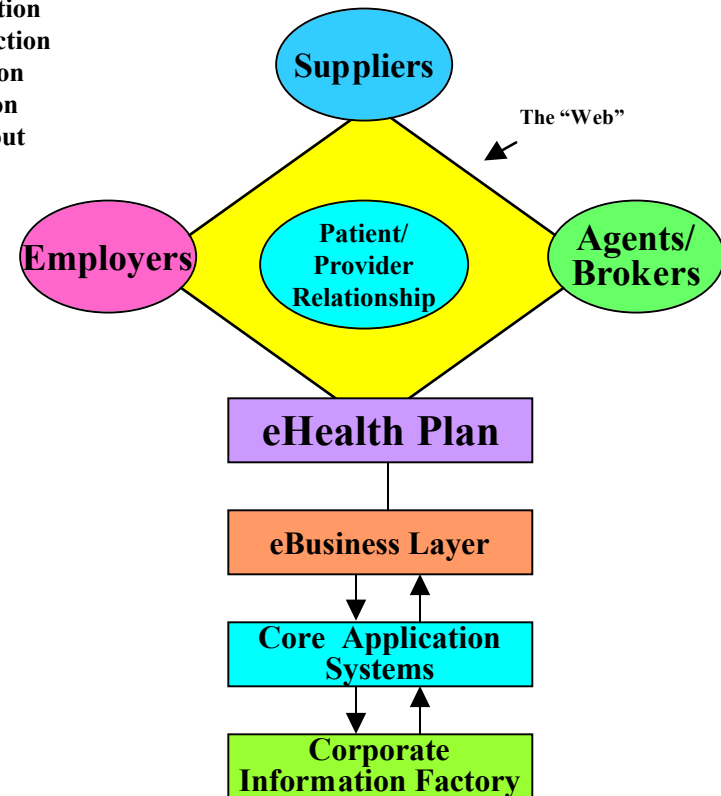 Suppliers
The “Web”
Employers
Patient/
Provider
Relationship
Agents/
Brokers
eHealth Plan
eBusiness Layer
Core Application
Systems
Corporate
Information Factory